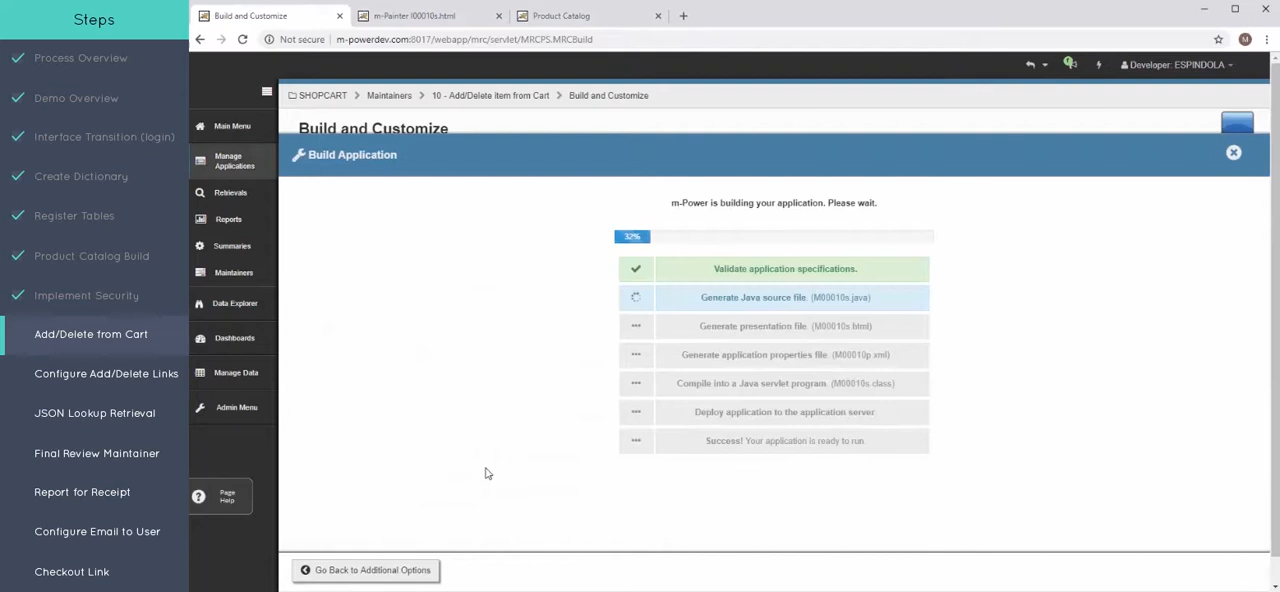 Steps
Process Overview
Demo Overview
Interface Transition (login)
Create Dictionary
Register Tables
Product Catalog Build
Implement Security
Add/Delete from Cart
Configure Add/Delete Links
JSON Lookup Retrieval
Final Review Maintainer
Report for Receipt
Configure Email to User
Checkout Link
Build and Customize
m-Painter I00010s.html
Product Catalog
Not secure
m-powerdev.com:8017/webapp/mrc/servlet/MRCPS.MRCBuild
M
Developer: ESPINDOLA
SHOPCART > Maintainers > 10 - Add/Delete item from Cart > Build and Customize
Main Menu
Manage
Applications
Retrievals
Reports
Summaries
Maintainers
Data Explorer
Dashboards
Manage Data
Admin Menu
Page
Help
Build and Customize
Build Application
m-Power is building your application. Please wait.
32%
Validate application specifications.
Generate Java source file. (M00010s.java)
Generate presentation file. (M00010s.html)
Generate application properties file. (M00010p.xml)
Compile into a Java servlet program. (M00010s.class)
Deploy application to the application server.
Success! Your application is ready to run.
Go Back to Additional Options